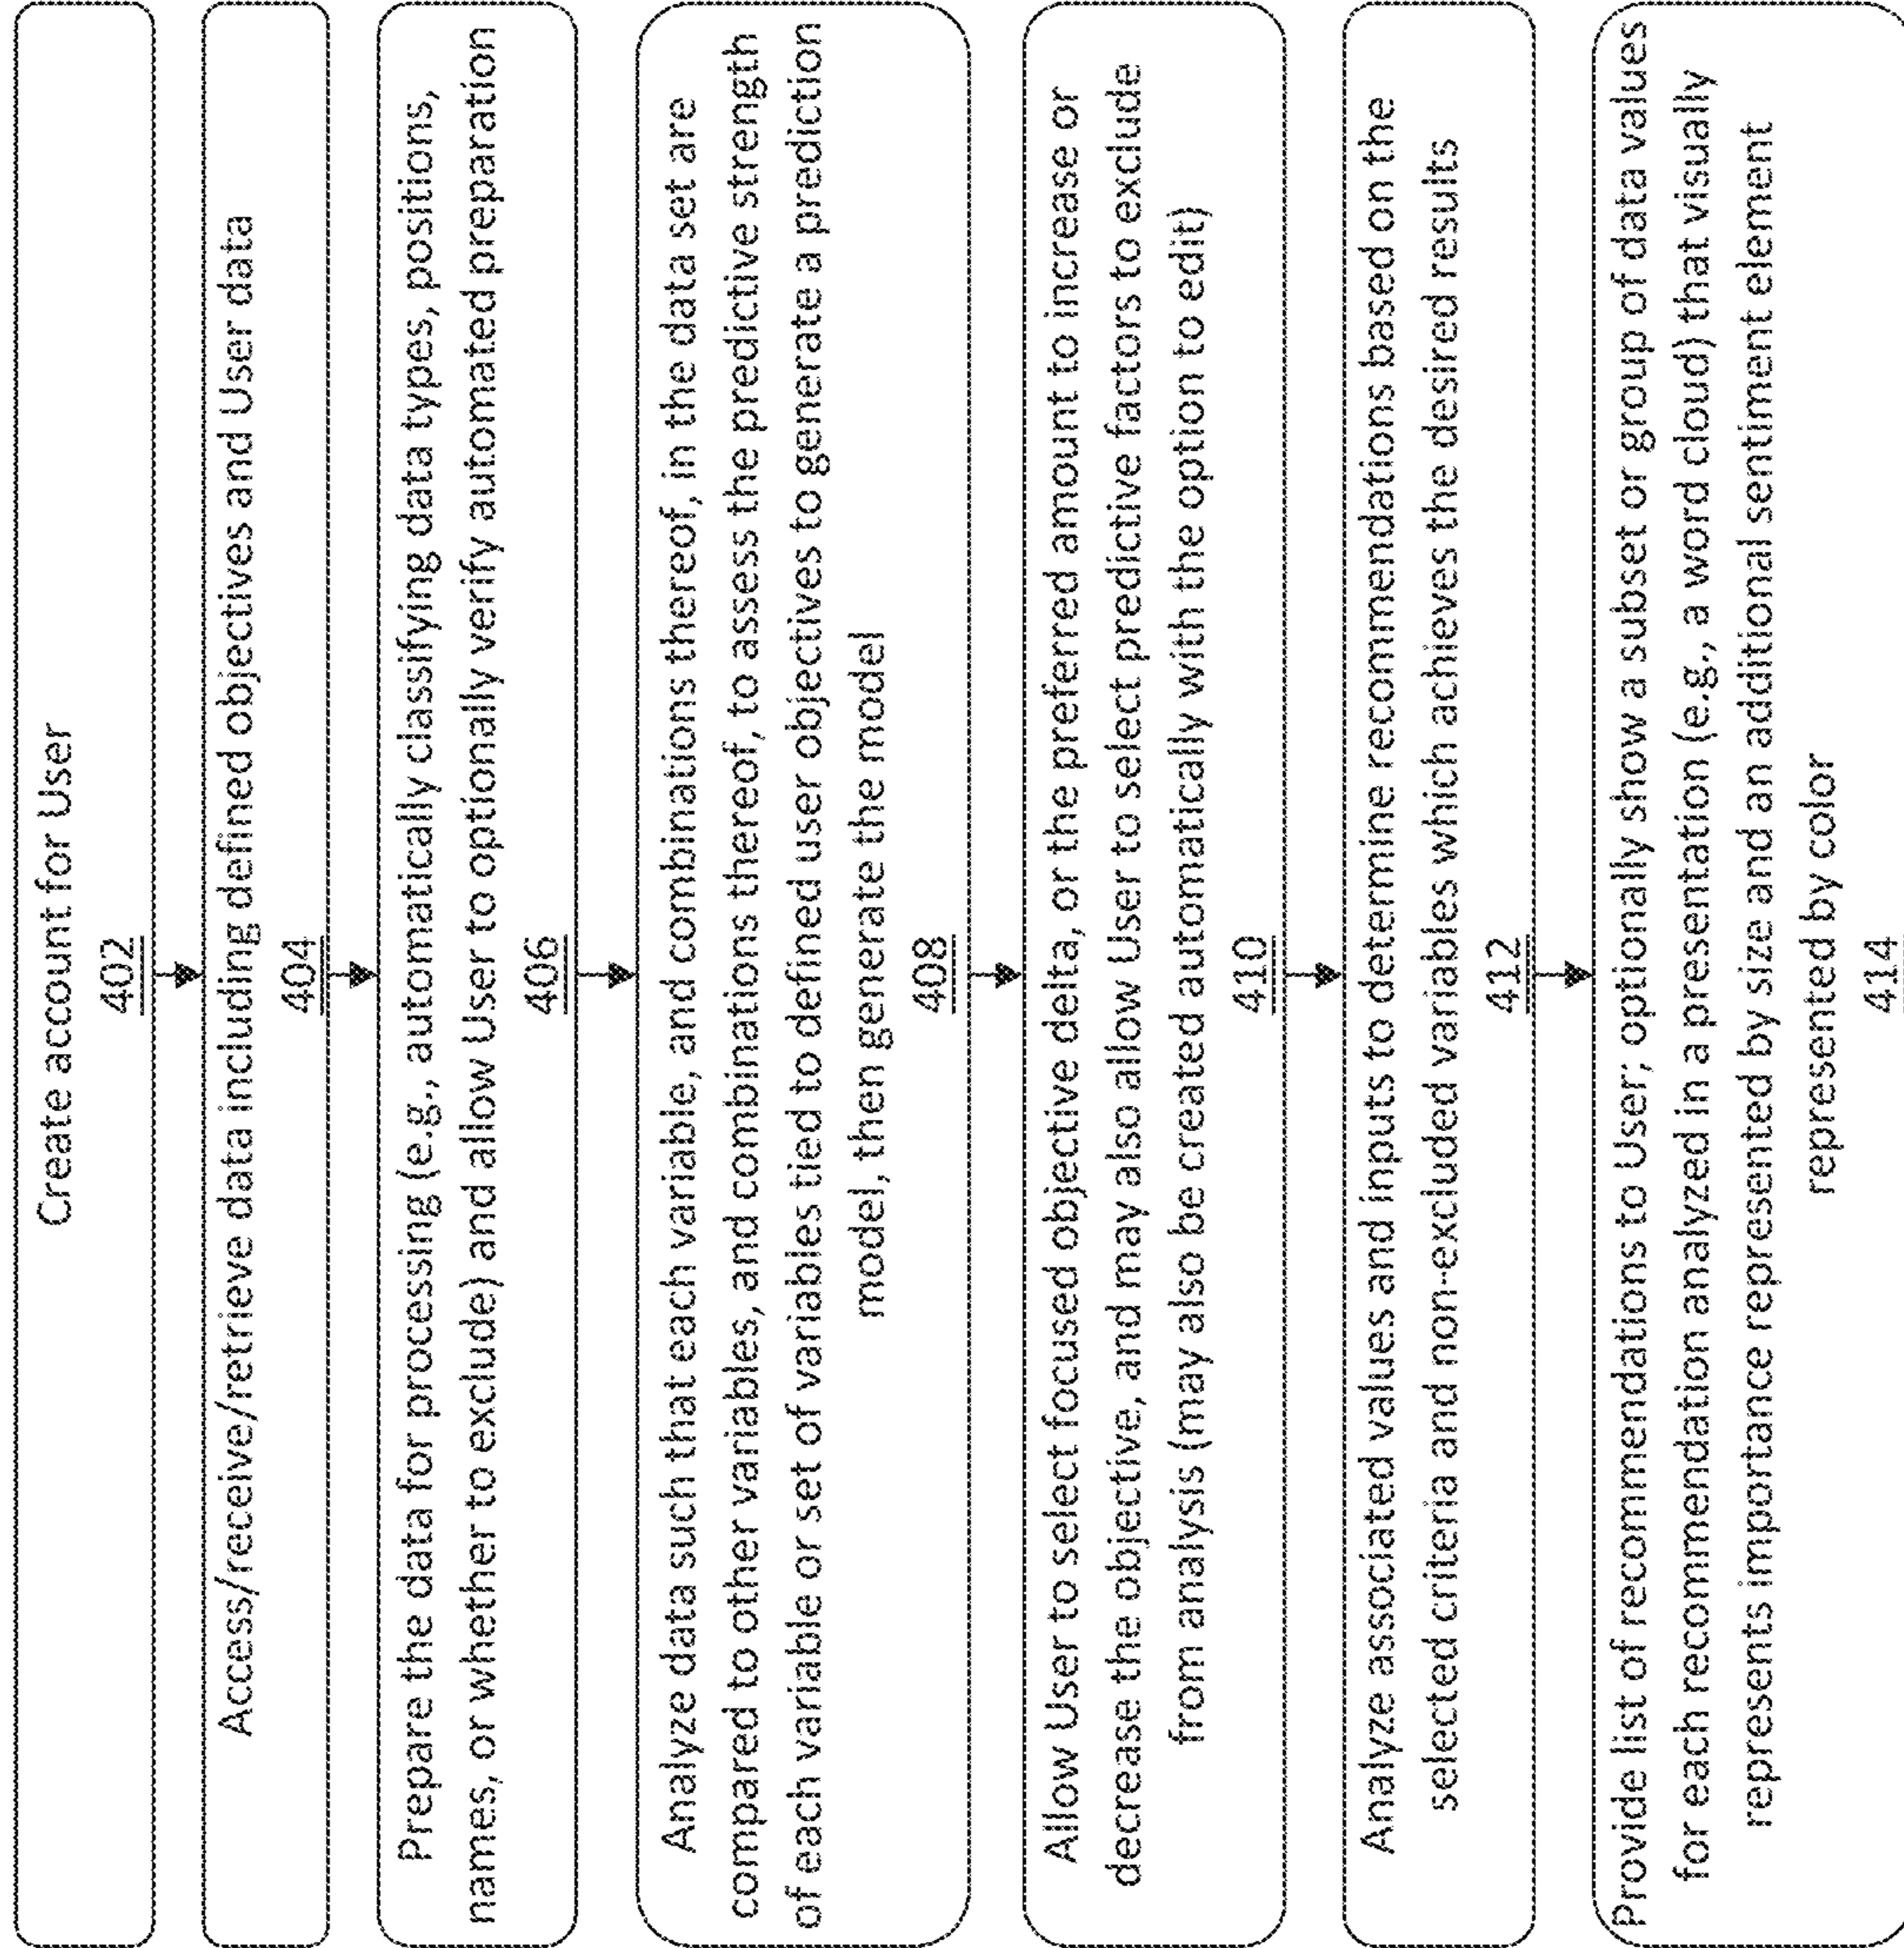 Create account for User
402
Access/receive/retrieve data including defined objectives and User data
404
Prepare the data for processing (e.g., automatically classifying data types, positions,
names, or whether to exclude) and allow User to optionally verify automated preparation
406
Analyze data such that each variable, and combinations thereof, in the data set are
compared to other variables, and combinations thereof, to assess the predictive strength
of each variable or set of variables tied to defined user objectives to generate a prediction
model, then generate the model
408
Allow User to select focused objective delta, or the preferred amount to increase or
decrease the objective, and may also allow User to select predictive factors to exclude
from analysis (may also be created automatically with the option to edit)
410
Analyze associated values and inputs to determine recommendations based on the
selected criteria and non-excluded variables which achieves the desired results
412
Provide list of recommendations to User; optionally show a subset or group of data values
for each recommendation analyzed in a presentation (e.g., a word cloud) that visually
represents importance represented by size and an additional sentiment element
represented by color
414